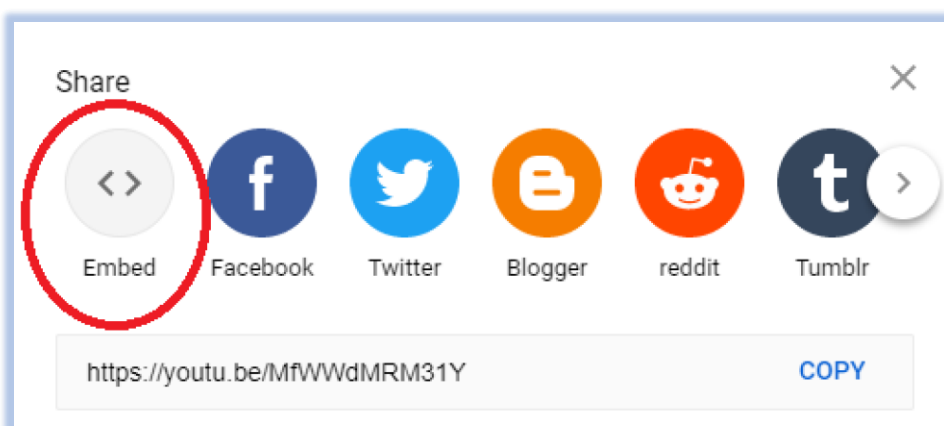 Share
Embed Facebook Twitter Blogger reddit Tumblr
https://youtu.be/MfWWdMRM31Y COPY